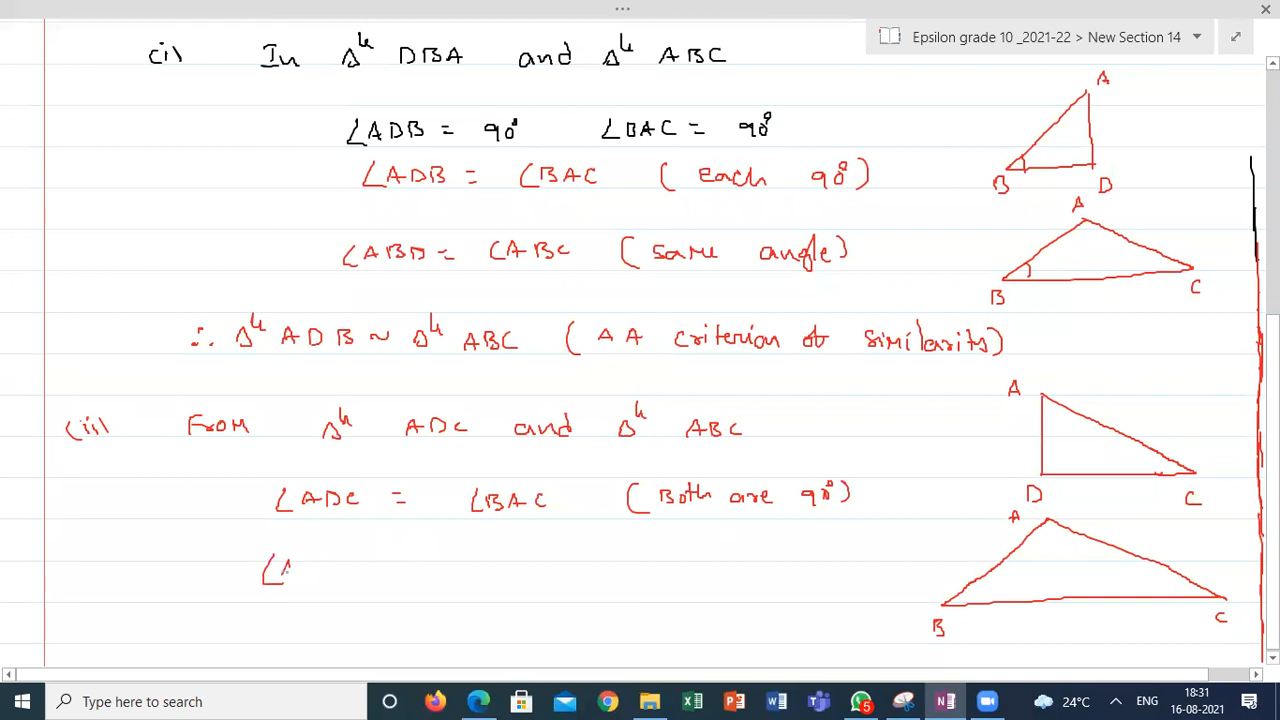 Epsilon grade 10 _2021-22 > New Section 14
(i) In Δle DBA and Δle ABC
A
∠ADB = 90° ∠BAC = 90°
∠ADB = ∠BAC (Each 90°)
B D
A
∠ABD = ∠ABC (Same angle)
B C
∴ Δle ADB ~ Δle ABC (AA criterion of similarity)
A
(ii) From Δle ADC and Δle ABC
∠ADC = ∠BAC (Both are 90°)
D C
A
∠A
B C
Type here to search
5
24°C
ENG
18:31
16-08-2021
1